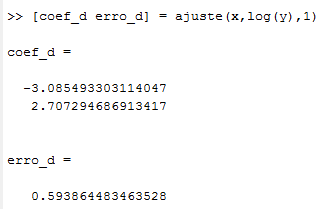 >> [coef_d erro_d] = ajuste(x,log(y),1)
coef_d =
-3.085493303114047
2.707294686913417
erro_d =
0.593864483463528